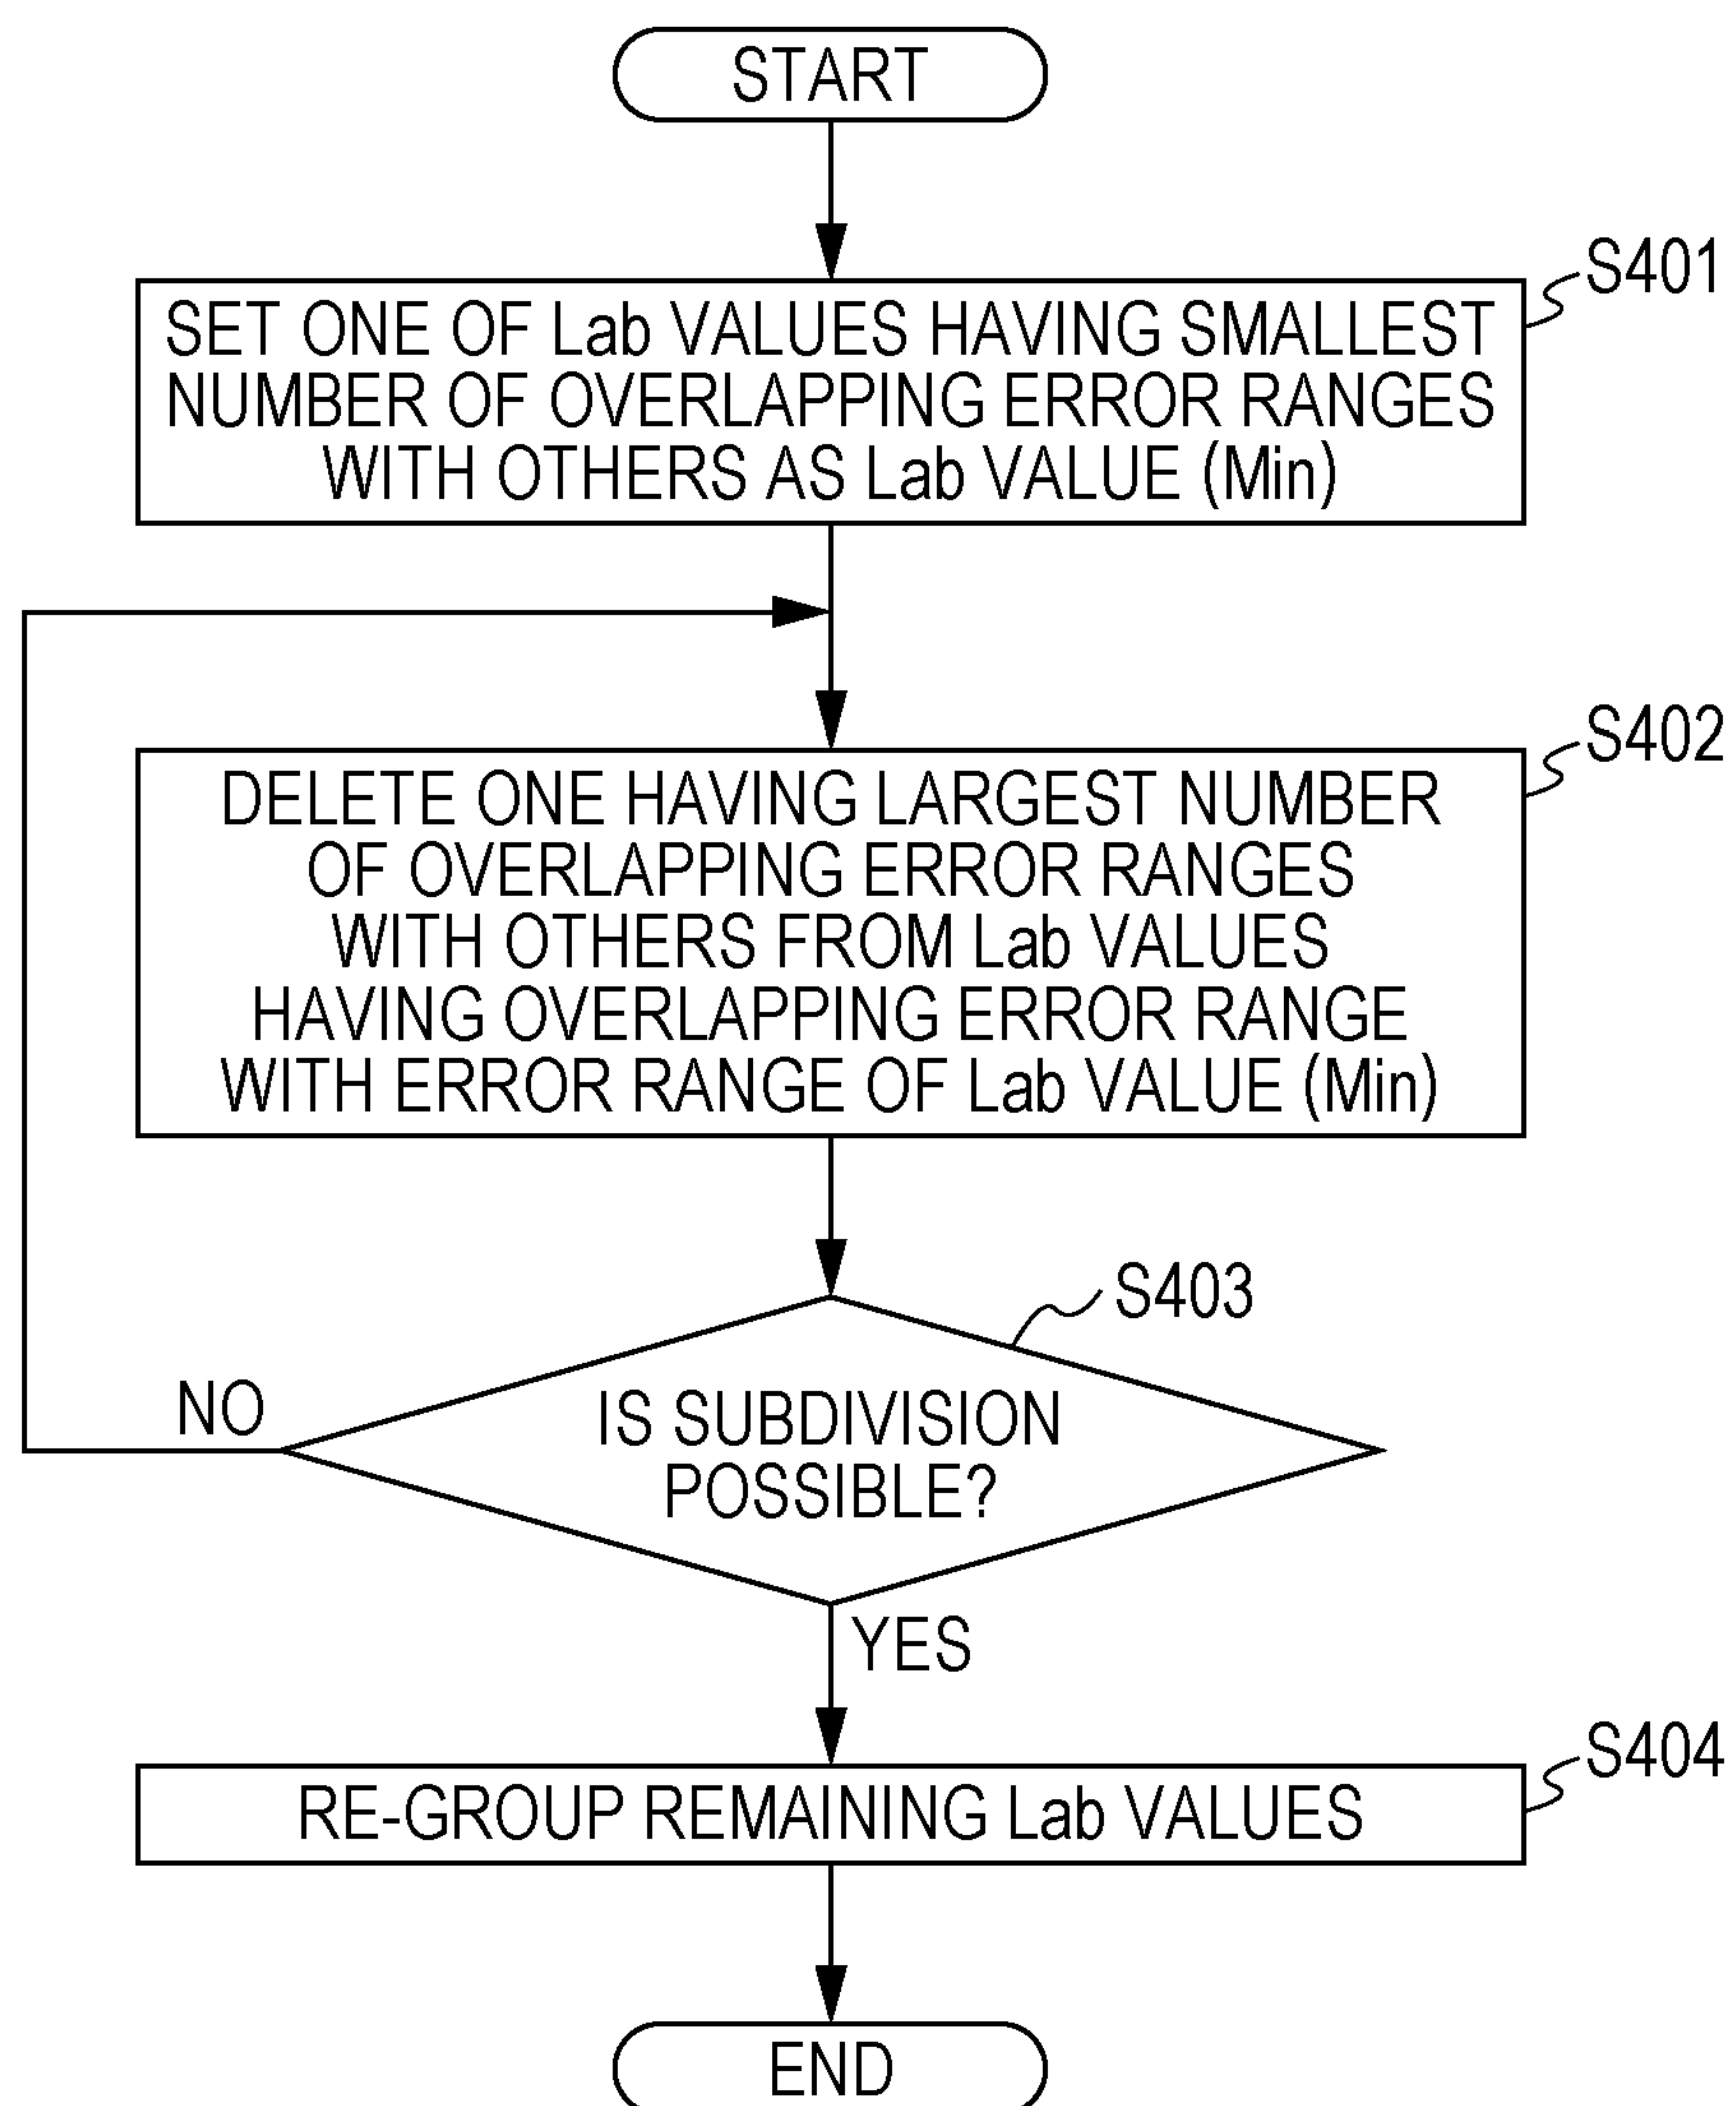 START
S401
SET ONE OF Lab VALUES HAVING SMALLEST
NUMBER OF OVERLAPPING ERROR RANGES
WITH OTHERS AS Lab VALUE (Min)
S402
DELETE ONE HAVING LARGEST NUMBER
OF OVERLAPPING ERROR RANGES
WITH OTHERS FROM Lab VALUES
HAVING OVERLAPPING ERROR RANGE
WITH ERROR RANGE OF Lab VALUE (Min)
S403
NO
IS SUBDIVISION
POSSIBLE?
YES
S404
RE-GROUP REMAINING Lab VALUES
END